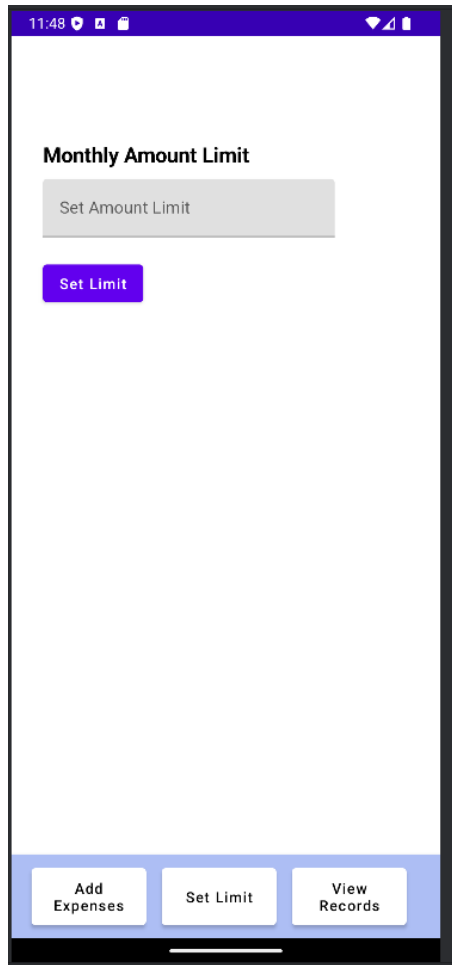 11:48
Monthly Amount Limit
Set Amount Limit
Set Limit
Add
Expenses
Set Limit
View
Records